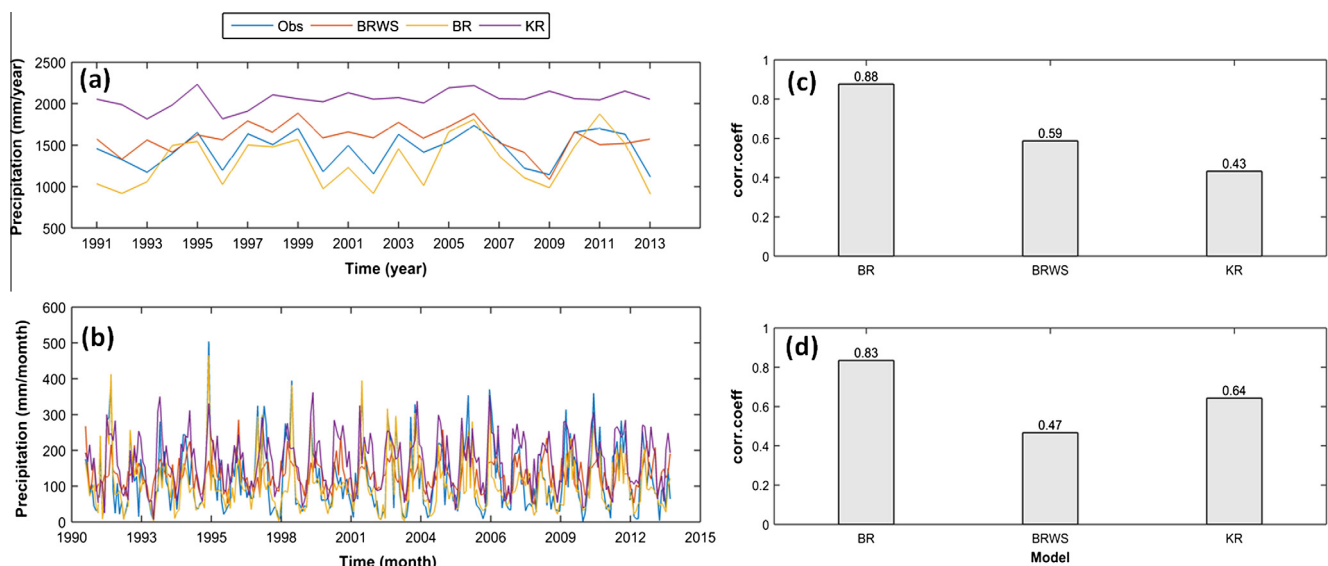 Obs BRWS BR KR
(a)
Precipitation (mm/year)
2500
2000
1500
1000
500
1991 1993 1995 1997 1999 2001 2003 2005 2007 2009 2011 2013
Time (year)
(b)
Precipitation (mm/momth)
600
500
400
300
200
100
0
1990 1993 1995 1998 2001 2004 2006 2009 2012 2015
Time (month)
(c)
corr.coeff
1
0.8
0.6
0.4
0.2
0
0.88
0.59
0.43
BR BRWS KR
(d)
corr.coeff
1
0.8
0.6
0.4
0.2
0
0.83
0.47
0.64
BR BRWS KR
Model